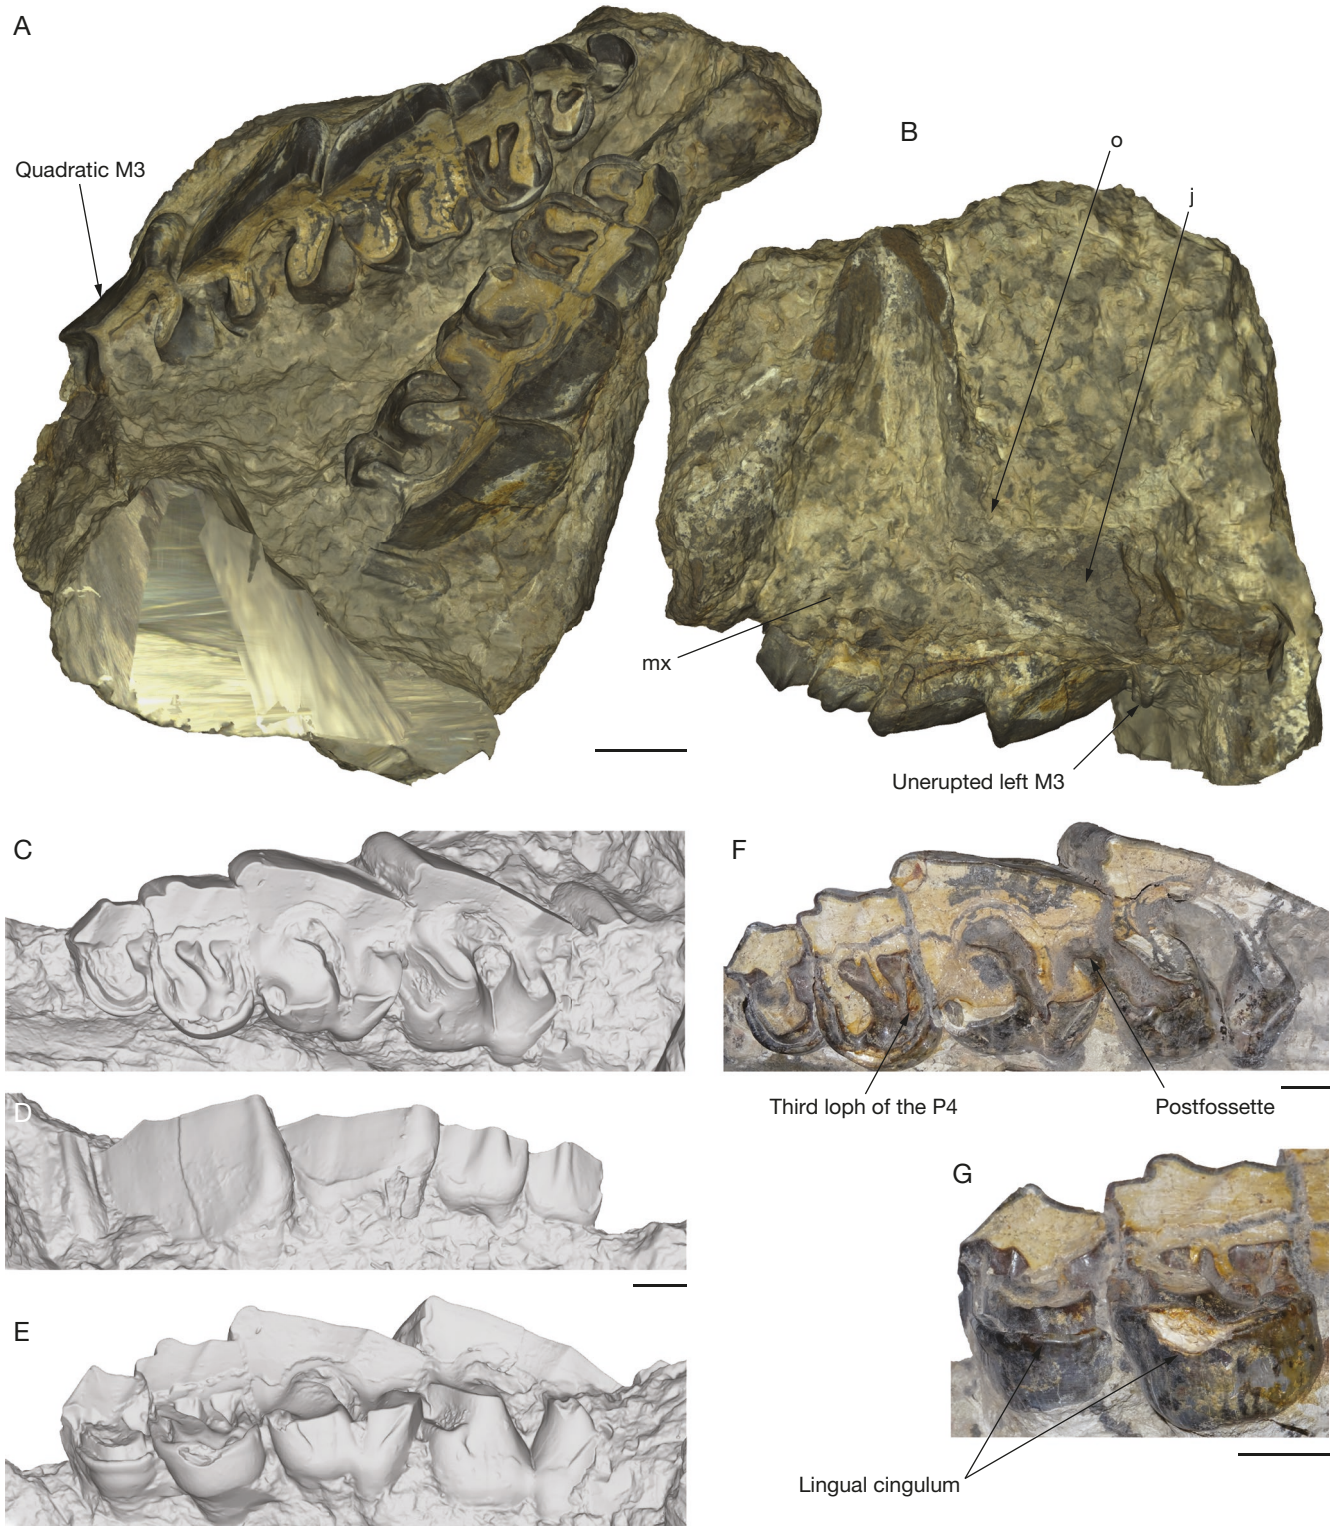 A
Quadratic M3
B
o
j
mx
Unerupted left M3
C
D
E
F
Third loph of the P4
Postfossette
G
Lingual cingulum